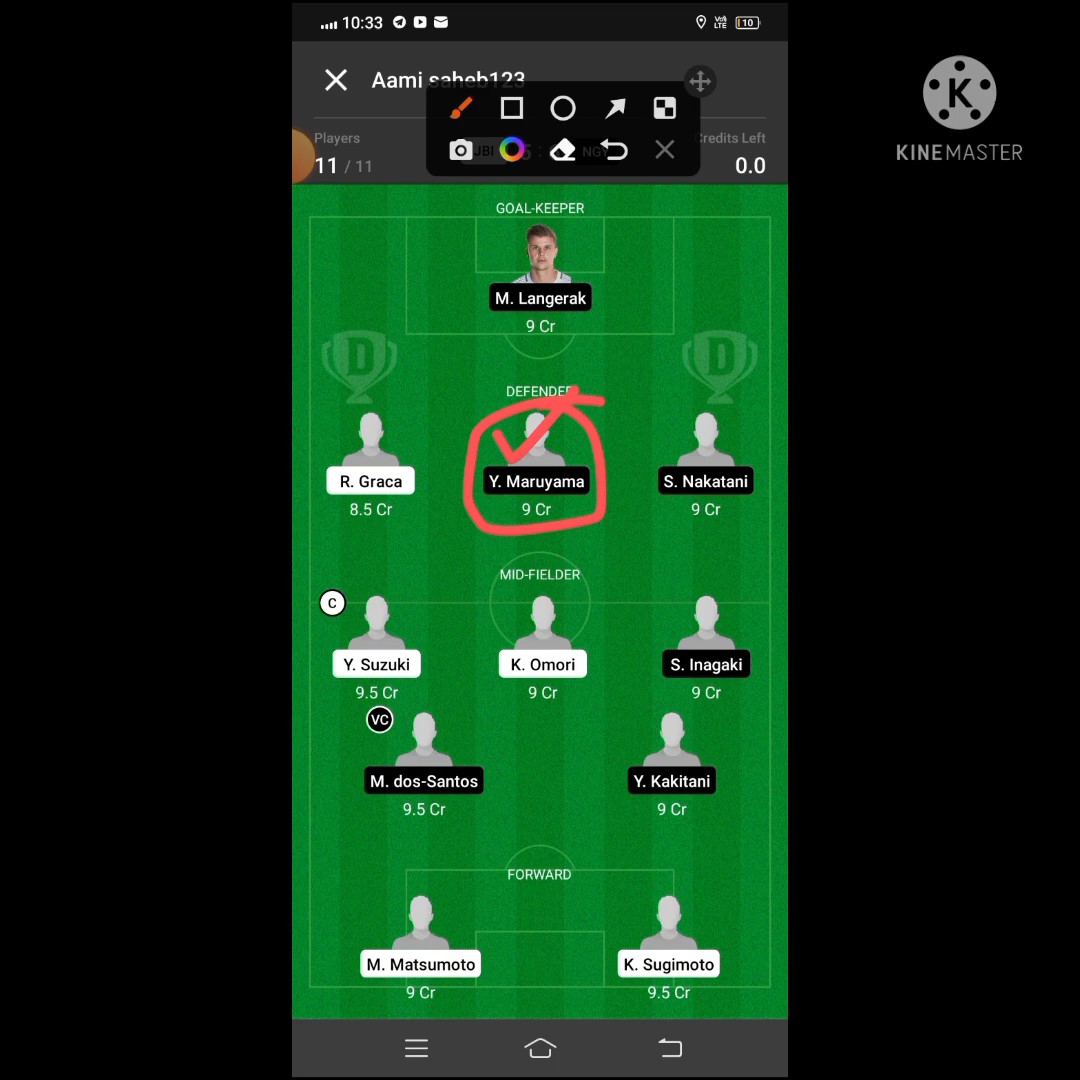 10:33
Vo)
LTE
10
Aami saheb123
K
KINEMASTER
Players
Credits Left
11 / 11
0.0
GOAL-KEEPER
M. Langerak
9 Cr
D
D
DEFENDER
R. Graca
Y. Maruyama
S. Nakatani
8.5 Cr
9 Cr
9 Cr
MID-FIELDER
C
Y. Suzuki
K. Omori
S. Inagaki
9.5 Cr
9 Cr
9 Cr
VC
M. dos-Santos
Y. Kakitani
9.5 Cr
9 Cr
FORWARD
M. Matsumoto
K. Sugimoto
9 Cr
9.5 Cr